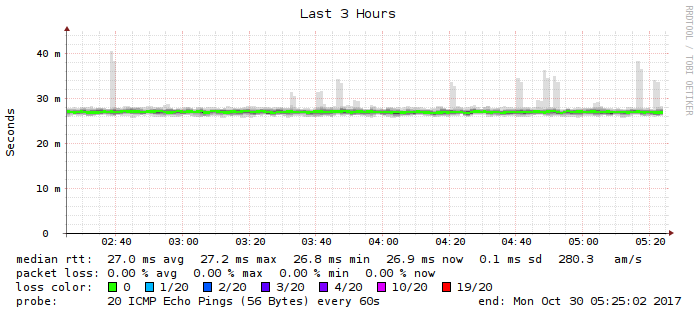 Last 3 Hours
RRDTOOL / TOBI OETIKER
Seconds
40 m
30 m
20 m
10 m
0
02:40 03:00 03:20 03:40 04:00 04:20 04:40 05:00 05:20
median rtt: 27.0 ms avg 27.2 ms max 26.8 ms min 26.9 ms now 0.1 ms sd 280.3 am/s
packet loss: 0.00 % avg 0.00 % max 0.00 % min 0.00 % now
loss color: 0 1/20 2/20 3/20 4/20 10/20 19/20
probe: 20 ICMP Echo Pings (56 Bytes) every 60s end: Mon Oct 30 05:25:02 2017